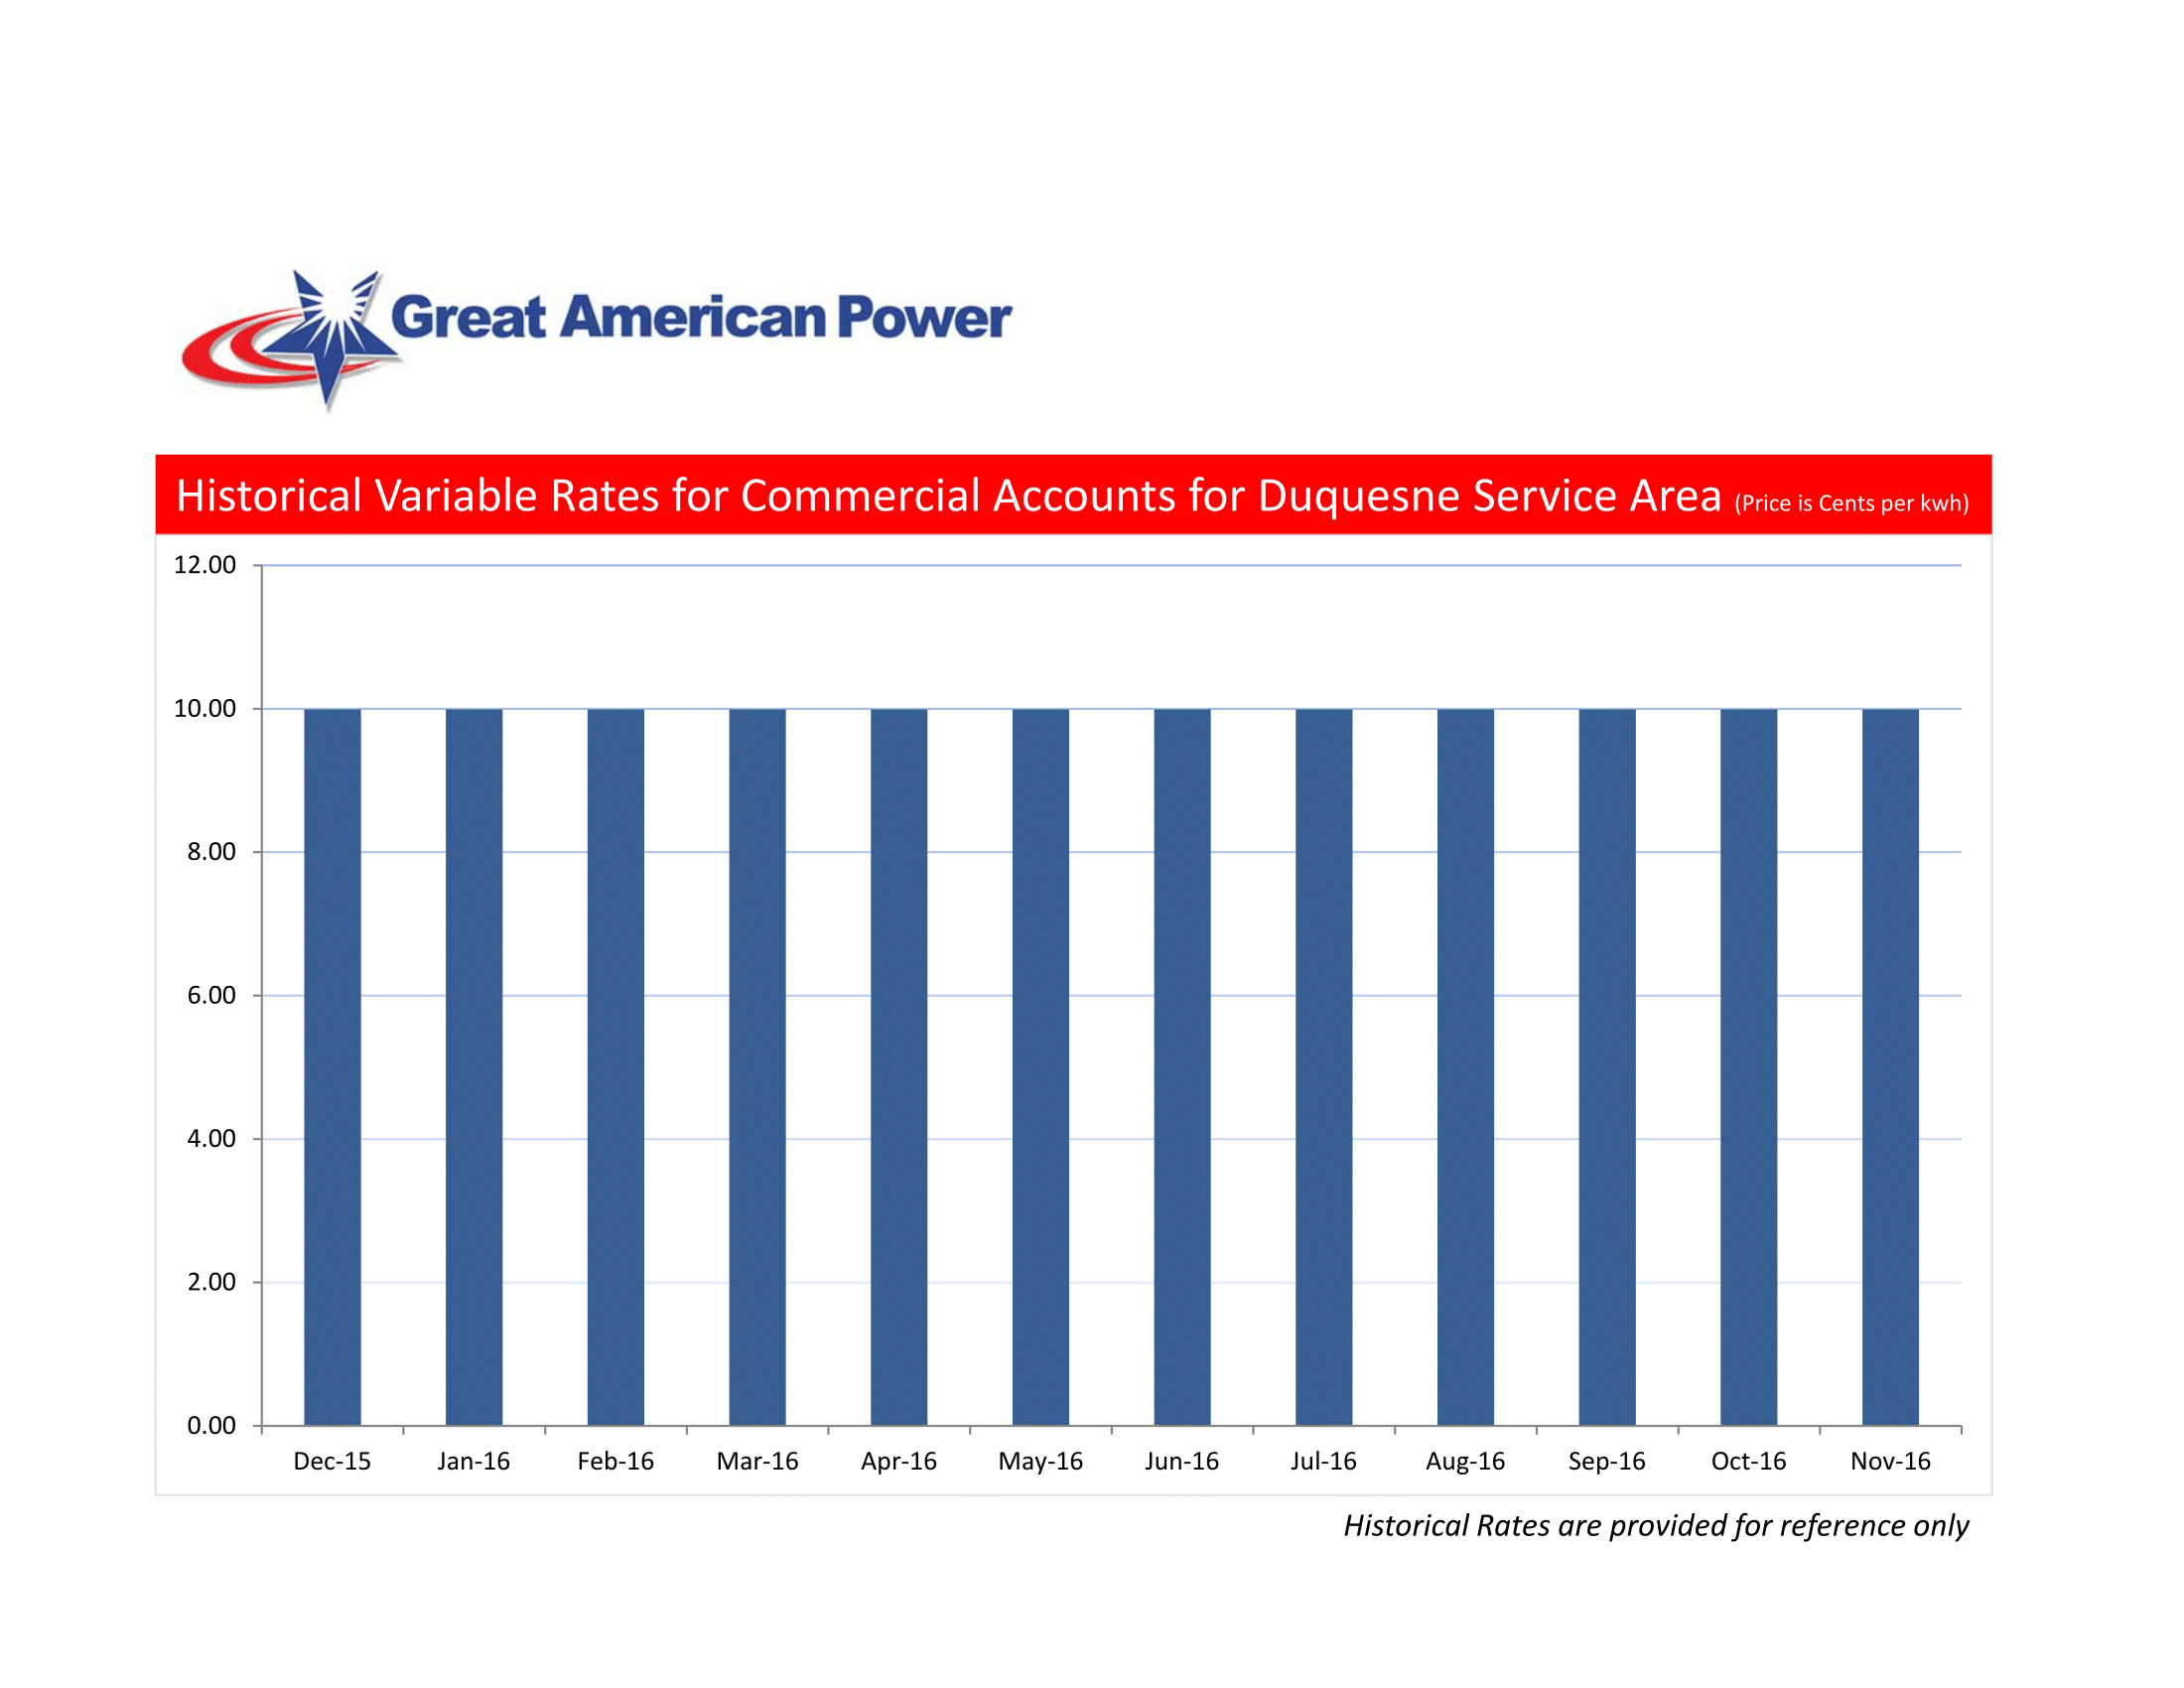 Great American Power
Historical Variable Rates for Commercial Accounts for Duquesne Service Area (Price is Cents per kwh)
12.00
10.00
8.00
6.00
4.00
2.00
0.00
Dec-15 Jan-16 Feb-16 Mar-16 Apr-16 May-16 Jun-16 Jul-16 Aug-16 Sep-16 Oct-16 Nov-16
Historical Rates are provided for reference only